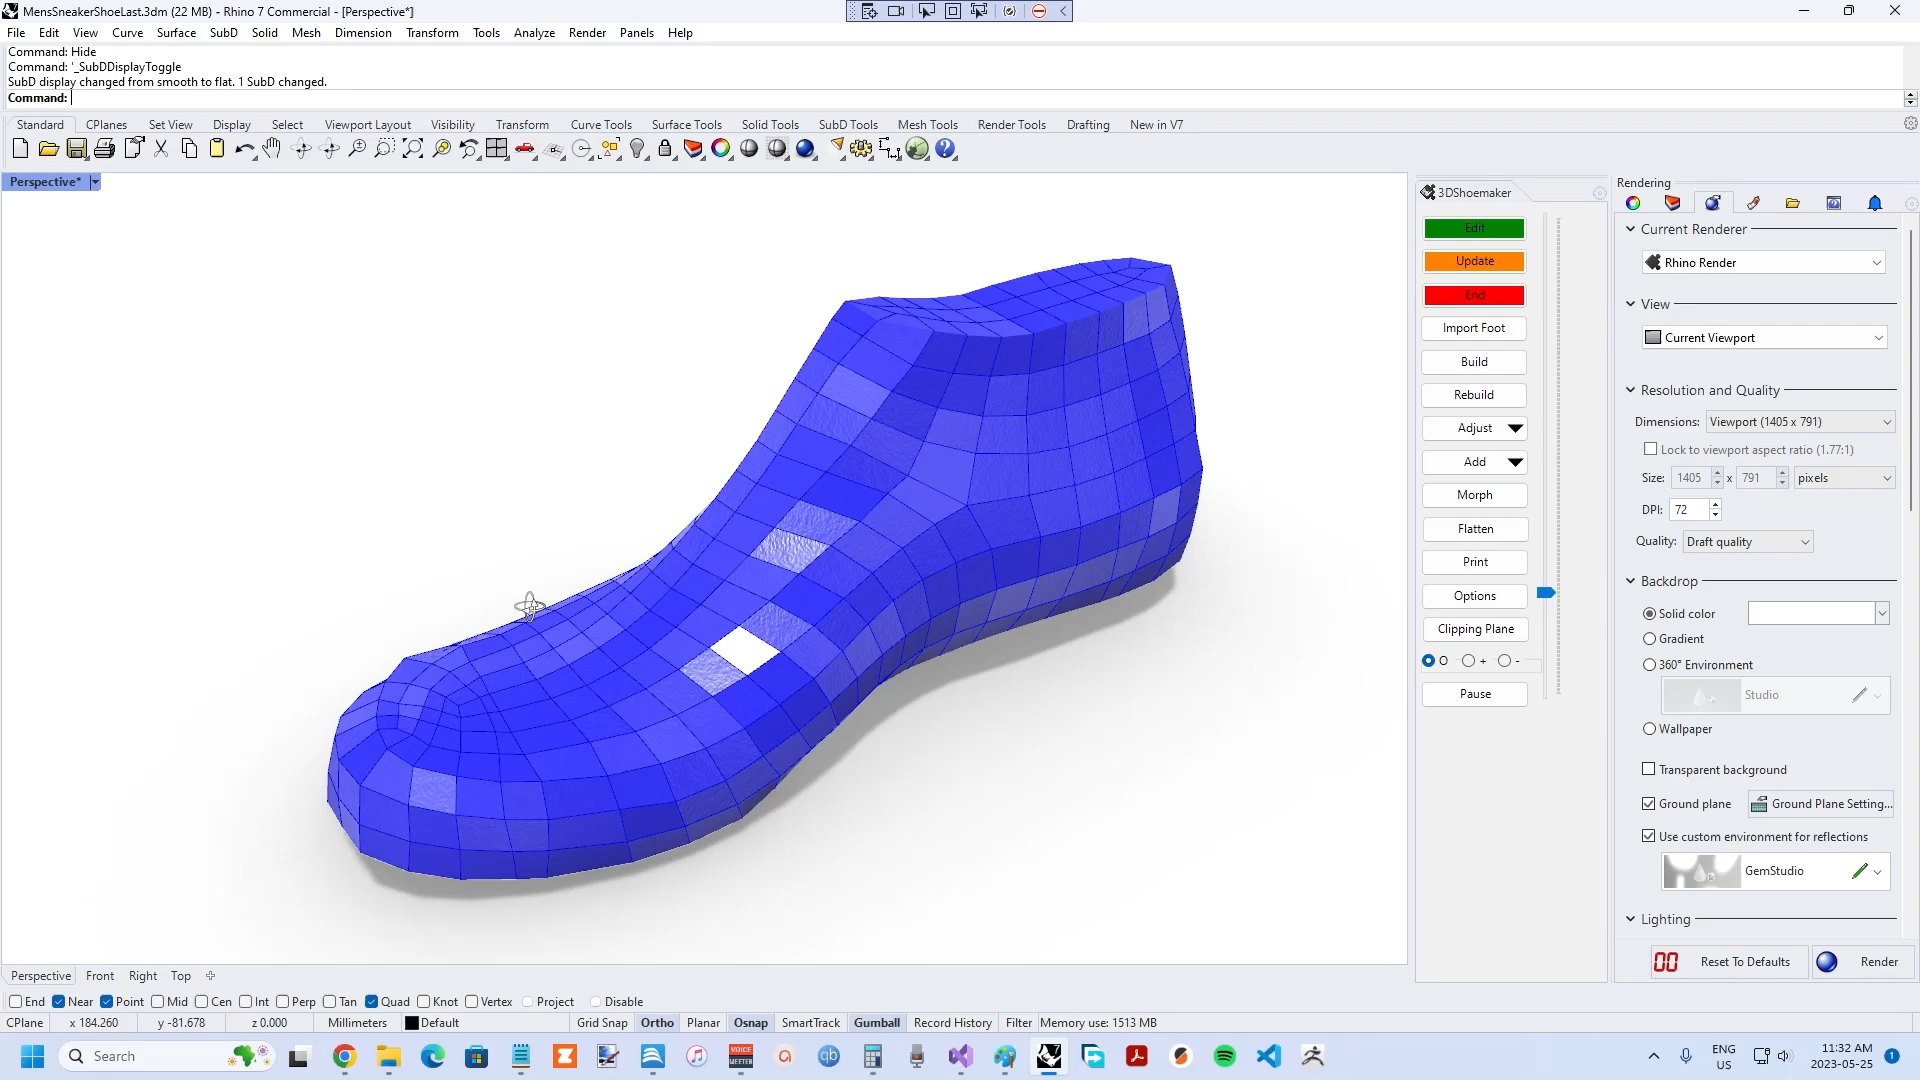 MensSneakerShoeLast.3dm (22 MB) - Rhino 7 Commercial - [Perspective*]
File Edit View Curve Surface SubD Solid Mesh Dimension Transform Tools Analyze Render Panels Help
Command: Hide
Command: '_SubDDisplayToggle
SubD display changed from smooth to flat. 1 SubD changed.
Command:
Standard CPlanes Set View Display Select Viewport Layout Visibility Transform Curve Tools Surface Tools Solid Tools SubD Tools Mesh Tools Render Tools Drafting New in V7
Perspective*
3DShoemaker
Edit
Update
End
Import Foot
Build
Rebuild
Adjust
Add
Morph
Flatten
Print
Options
Clipping Plane
O + -
Pause
Rendering
Current Renderer
Rhino Render
View
Current Viewport
Resolution and Quality
Dimensions: Viewport (1405 x 791)
Lock to viewport aspect ratio (1.77:1)
Size: 1405 x 791 pixels
DPI: 72
Quality: Draft quality
Backdrop
Solid color
Gradient
360° Environment
Studio
Wallpaper
Transparent background
Ground plane Ground Plane Setting...
Use custom environment for reflections
GemStudio
Lighting
Reset To Defaults Render
Perspective Front Right Top
End Near Point Mid Cen Int Perp Tan Quad Knot Vertex Project Disable
CPlane x 184.260 y -81.678 z 0.000 Millimeters Default Grid Snap Ortho Planar Osnap SmartTrack Gumball Record History Filter Memory use: 1513 MB
Search
VOICE
MEETER
qb
ENG
US
11:32 AM
2023-05-25
1